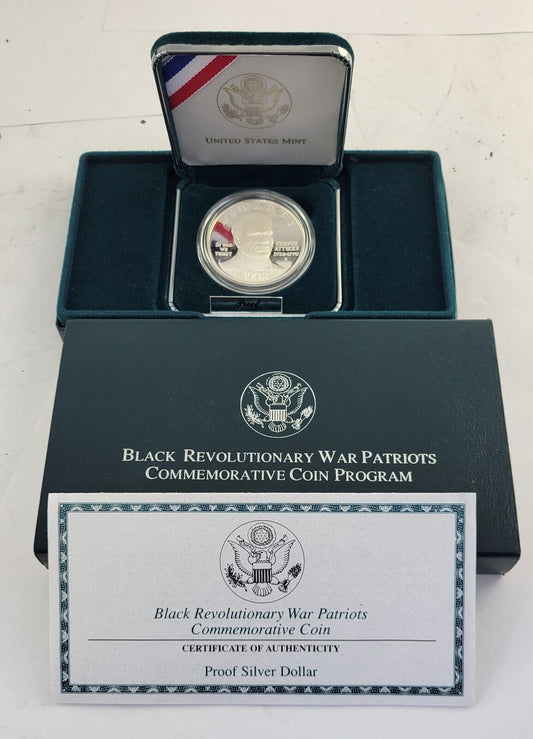 UNITED STATES MINT
LIBERTY
IN GOD
WE
TRUST
CRISPUS
ATTUCKS
1723-1770
1998
BLACK REVOLUTIONARY WAR PATRIOTS
COMMEMORATIVE COIN PROGRAM
Black Revolutionary War Patriots
Commemorative Coin
CERTIFICATE OF AUTHENTICITY
Proof Silver Dollar